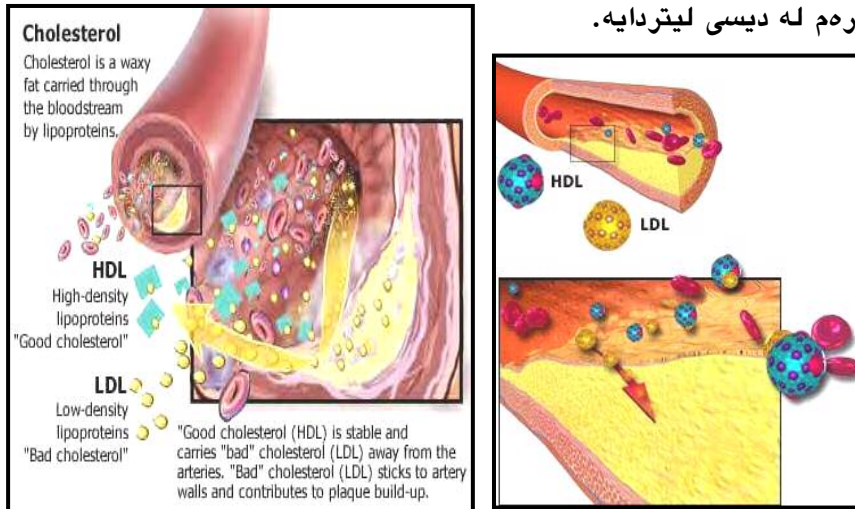 رەم لە دیسی لیتردایە.
Cholesterol
Cholesterol is a waxy
fat carried through
the bloodstream
by lipoproteins.
HDL
High-density
lipoproteins
"Good cholesterol"
LDL
Low-density
lipoproteins
"Bad cholesterol"
"Good cholesterol (HDL) is stable and
carries "bad" cholesterol (LDL) away from the
arteries. "Bad" cholesterol (LDL) sticks to artery
walls and contributes to plaque build-up.
HDL
LDL